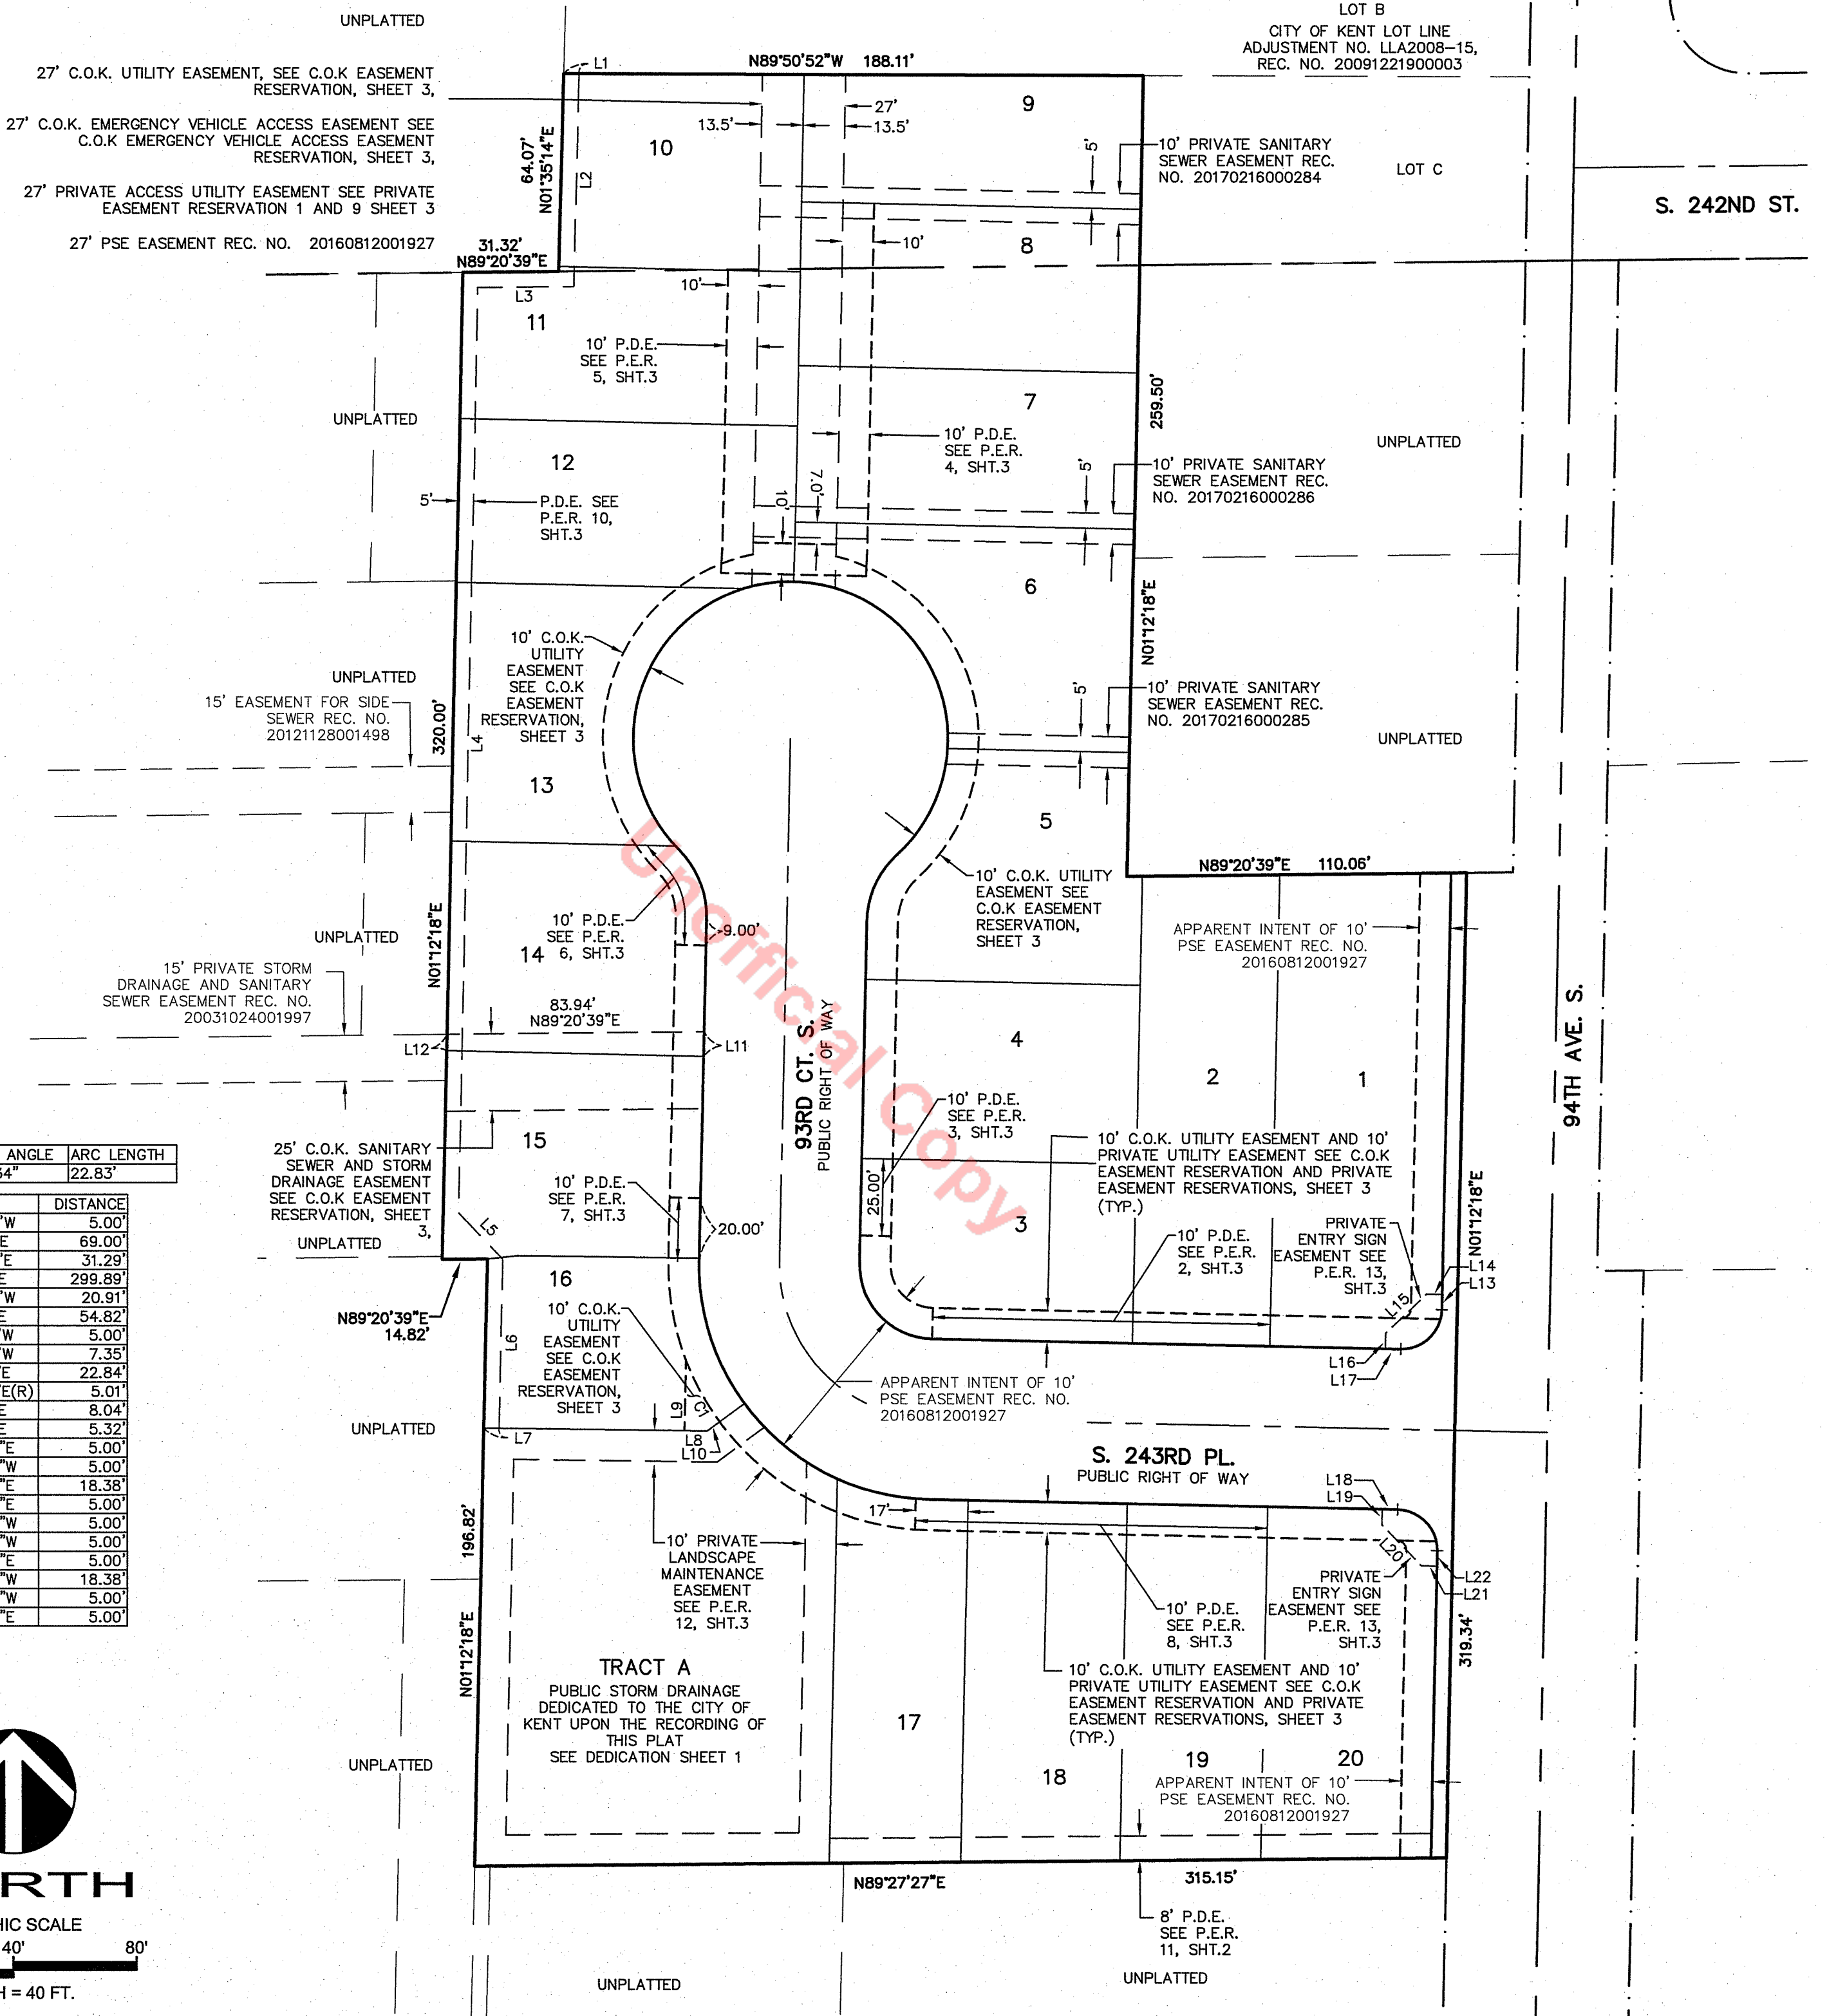 UNPLATTED
27' C.O.K. UTILITY EASEMENT, SEE C.O.K EASEMENT
RESERVATION, SHEET 3,
27' C.O.K. EMERGENCY VEHICLE ACCESS EASEMENT SEE
C.O.K EMERGENCY VEHICLE ACCESS EASEMENT
RESERVATION, SHEET 3,
27' PRIVATE ACCESS UTILITY EASEMENT SEE PRIVATE
EASEMENT RESERVATION 1 AND 9 SHEET 3
27' PSE EASEMENT REC. NO. 20160812001927
L1
N89°50'52"W 188.11'
LOT B
CITY OF KENT LOT LINE
ADJUSTMENT NO. LLA2008-15,
REC. NO. 20091221900003
64.07'
N01°35'14"E
L2
10
13.5'
27'
13.5'
9
5'
10' PRIVATE SANITARY
SEWER EASEMENT REC.
NO. 20170216000284
LOT C
S. 242ND ST.
31.32'
N89°20'39"E
L3
10'
10'
8
11
10' P.D.E.
SEE P.E.R.
5, SHT.3
7
259.50'
UNPLATTED
UNPLATTED
10' P.D.E.
SEE P.E.R.
4, SHT.3
12
5'
P.D.E. SEE
P.E.R. 10,
SHT.3
10'
7.0'
5'
10' PRIVATE SANITARY
SEWER EASEMENT REC.
NO. 20170216000286
6
N01°12'18"E
10' C.O.K.
UTILITY
EASEMENT
SEE C.O.K
EASEMENT
RESERVATION,
SHEET 3
UNPLATTED
15' EASEMENT FOR SIDE
SEWER REC. NO.
20121128001498
320.00'
L4
13
5'
10' PRIVATE SANITARY
SEWER EASEMENT REC.
NO. 20170216000285
UNPLATTED
5
N89°20'39"E 110.06'
10' C.O.K. UTILITY
EASEMENT SEE
C.O.K EASEMENT
RESERVATION,
SHEET 3
APPARENT INTENT OF 10'
PSE EASEMENT REC. NO.
20160812001927
UNPLATTED
N01°12'18"E
10' P.D.E.
SEE P.E.R.
6, SHT.3
14
9.00'
15' PRIVATE STORM
DRAINAGE AND SANITARY
SEWER EASEMENT REC. NO.
20031024001997
83.94'
N89°20'39"E
L12
L11
93RD CT. S.
PUBLIC RIGHT OF WAY
4
2
1
94TH AVE. S.
Unofficial Copy
15
25' C.O.K. SANITARY
SEWER AND STORM
DRAINAGE EASEMENT
SEE C.O.K EASEMENT
RESERVATION, SHEET
3,
10' P.D.E.
SEE P.E.R.
7, SHT.3
20.00'
L5
UNPLATTED
10' P.D.E.
SEE P.E.R.
3, SHT.3
25.00'
3
10' C.O.K. UTILITY EASEMENT AND 10'
PRIVATE UTILITY EASEMENT SEE C.O.K
EASEMENT RESERVATION AND PRIVATE
EASEMENT RESERVATIONS, SHEET 3
(TYP.)
10' P.D.E.
SEE P.E.R.
2, SHT.3
PRIVATE
ENTRY SIGN
EASEMENT SEE
P.E.R. 13,
SHT.3
N01°12'18"E
L14
L13
L15
L16
L17
ANGLE ARC LENGTH
22.83'
DISTANCE
"W 5.00'
E 69.00'
"E 31.29'
E 299.89'
"W 20.91'
E 54.82'
"W 5.00'
"W 7.35'
"E 22.84'
"E(R) 5.01'
E 8.04'
E 5.32'
"E 5.00'
"W 5.00'
"E 18.38'
"E 5.00'
"W 5.00'
"W 5.00'
"E 5.00'
"W 18.38'
"W 5.00'
"E 5.00'
N89°20'39"E
14.82'
16
L6
10' C.O.K.
UTILITY
EASEMENT
SEE C.O.K
EASEMENT
RESERVATION,
SHEET 3
L9
C1
L7
L8
L10
UNPLATTED
APPARENT INTENT OF 10'
PSE EASEMENT REC. NO.
20160812001927
S. 243RD PL.
PUBLIC RIGHT OF WAY
L18
L19
L20
L22
L21
17'
196.82'
N01°12'18"E
10' PRIVATE
LANDSCAPE
MAINTENANCE
EASEMENT
SEE P.E.R.
12, SHT.3
TRACT A
PUBLIC STORM DRAINAGE
DEDICATED TO THE CITY OF
KENT UPON THE RECORDING OF
THIS PLAT
SEE DEDICATION SHEET 1
UNPLATTED
17
10' P.D.E.
SEE P.E.R.
8, SHT.3
PRIVATE
ENTRY SIGN
EASEMENT SEE
P.E.R. 13,
SHT.3
319.34'
10' C.O.K. UTILITY EASEMENT AND 10'
PRIVATE UTILITY EASEMENT SEE C.O.K
EASEMENT RESERVATION AND PRIVATE
EASEMENT RESERVATIONS, SHEET 3
(TYP.)
18
19
20
APPARENT INTENT OF 10'
PSE EASEMENT REC. NO.
20160812001927
N89°27'27"E
315.15'
8' P.D.E.
SEE P.E.R.
11, SHT.2
UNPLATTED
UNPLATTED
RTH
HIC SCALE
40' 80'
H = 40 FT.